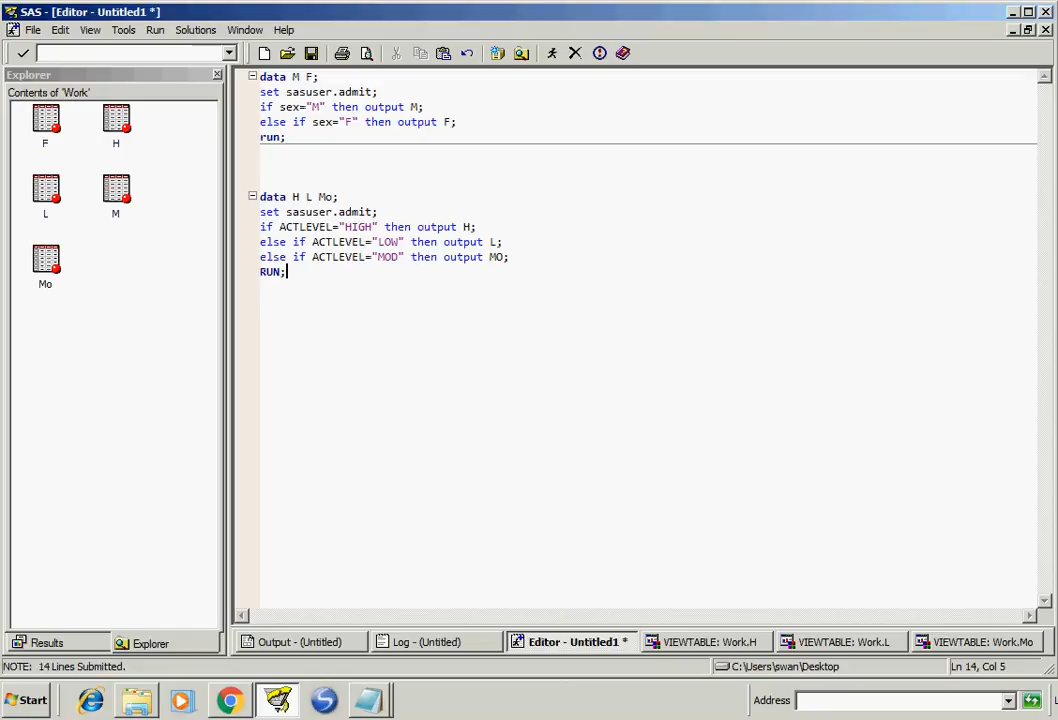 SAS - [Editor - Untitled1 *]
File Edit View Tools Run Solutions Window Help
Explorer
Contents of 'Work'
F H
L M
Mo
data M F;
set sasuser.admit;
if sex="M" then output M;
else if sex="F" then output F;
run;
data H L Mo;
set sasuser.admit;
if ACTLEVEL="HIGH" then output H;
else if ACTLEVEL="LOW" then output L;
else if ACTLEVEL="MOD" then output MO;
RUN;
Results Explorer Output - (Untitled) Log - (Untitled) Editor - Untitled1 * VIEWTABLE: Work.H VIEWTABLE: Work.L VIEWTABLE: Work.Mo
NOTE: 14 Lines Submitted. C:\Users\swan\Desktop Ln 14, Col 5
Start Address